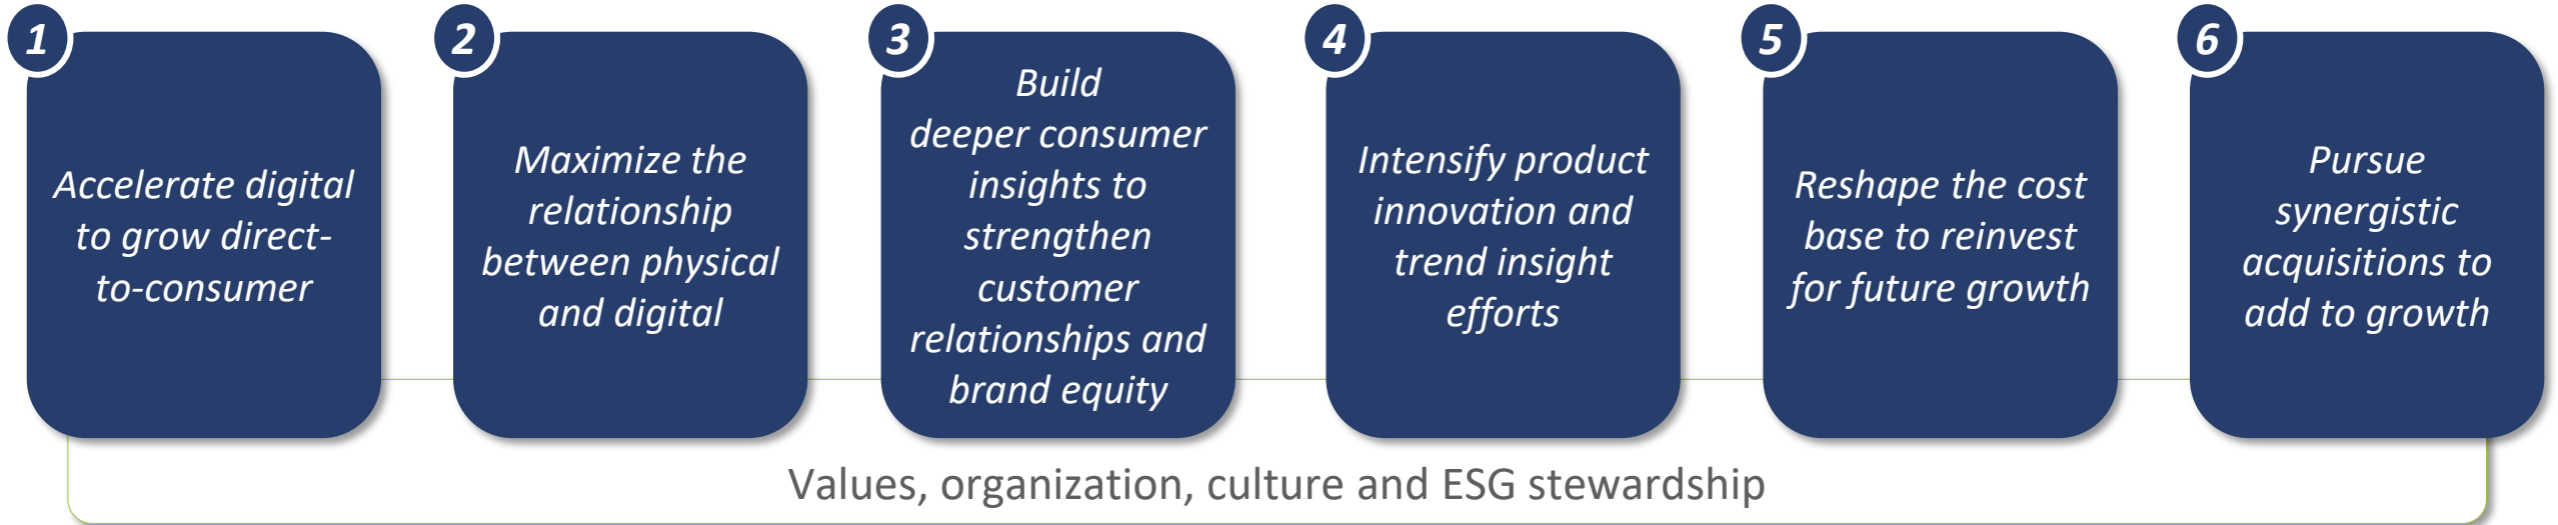 1
Accelerate digital
to grow direct-
to-consumer
2
Maximize the
relationship
between physical
and digital
3
Build
deeper consumer
insights to
strengthen
customer
relationships and
brand equity
4
Intensify product
innovation and
trend insight
efforts
5
Reshape the cost
base to reinvest
for future growth
6
Pursue
synergistic
acquisitions to
add to growth
Values, organization, culture and ESG stewardship